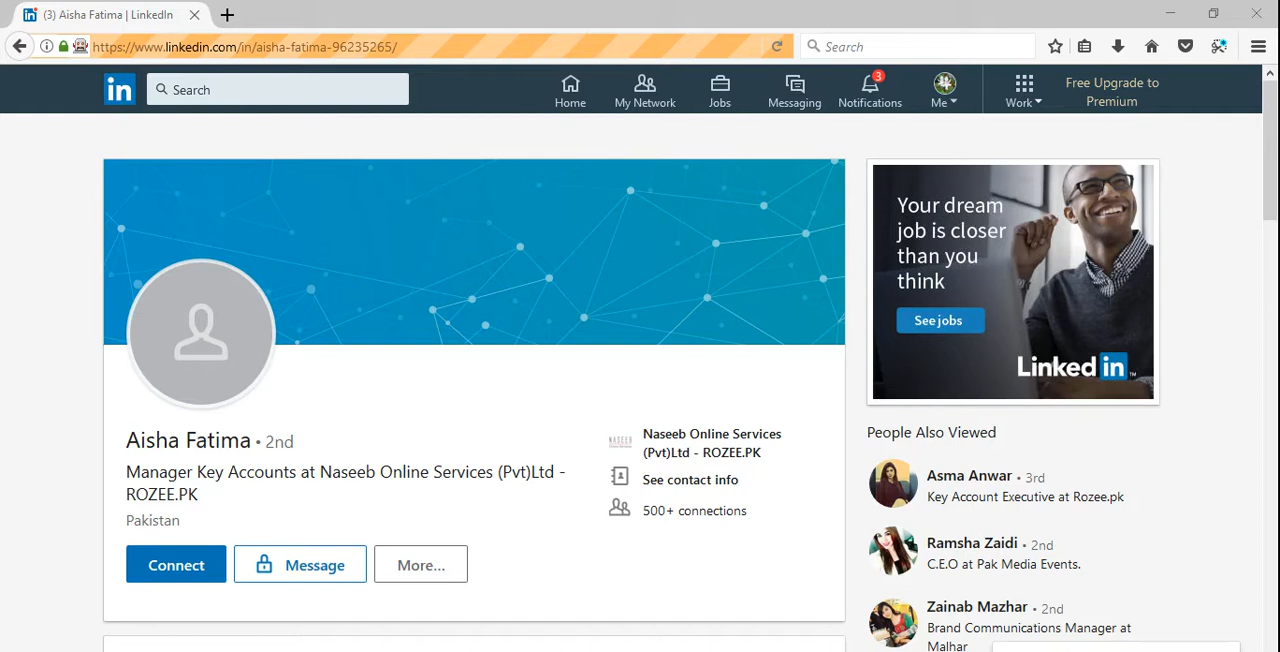 (3) Aisha Fatima | LinkedIn
https://www.linkedin.com/in/aisha-fatima-96235265/
Search
in
Search
Home
My Network
Jobs
Messaging
3
Notifications
Me
Work
Free Upgrade to
Premium
Your dream
job is closer
than you
think
See jobs
Linked in
Aisha Fatima • 2nd
Manager Key Accounts at Naseeb Online Services (Pvt)Ltd -
ROZEE.PK
Pakistan
NASEEB
Naseeb Online Services
(Pvt)Ltd - ROZEE.PK
See contact info
500+ connections
Connect
Message
More...
People Also Viewed
Asma Anwar • 3rd
Key Account Executive at Rozee.pk
Ramsha Zaidi • 2nd
C.E.O at Pak Media Events.
Zainab Mazhar • 2nd
Brand Communications Manager at
Malhar